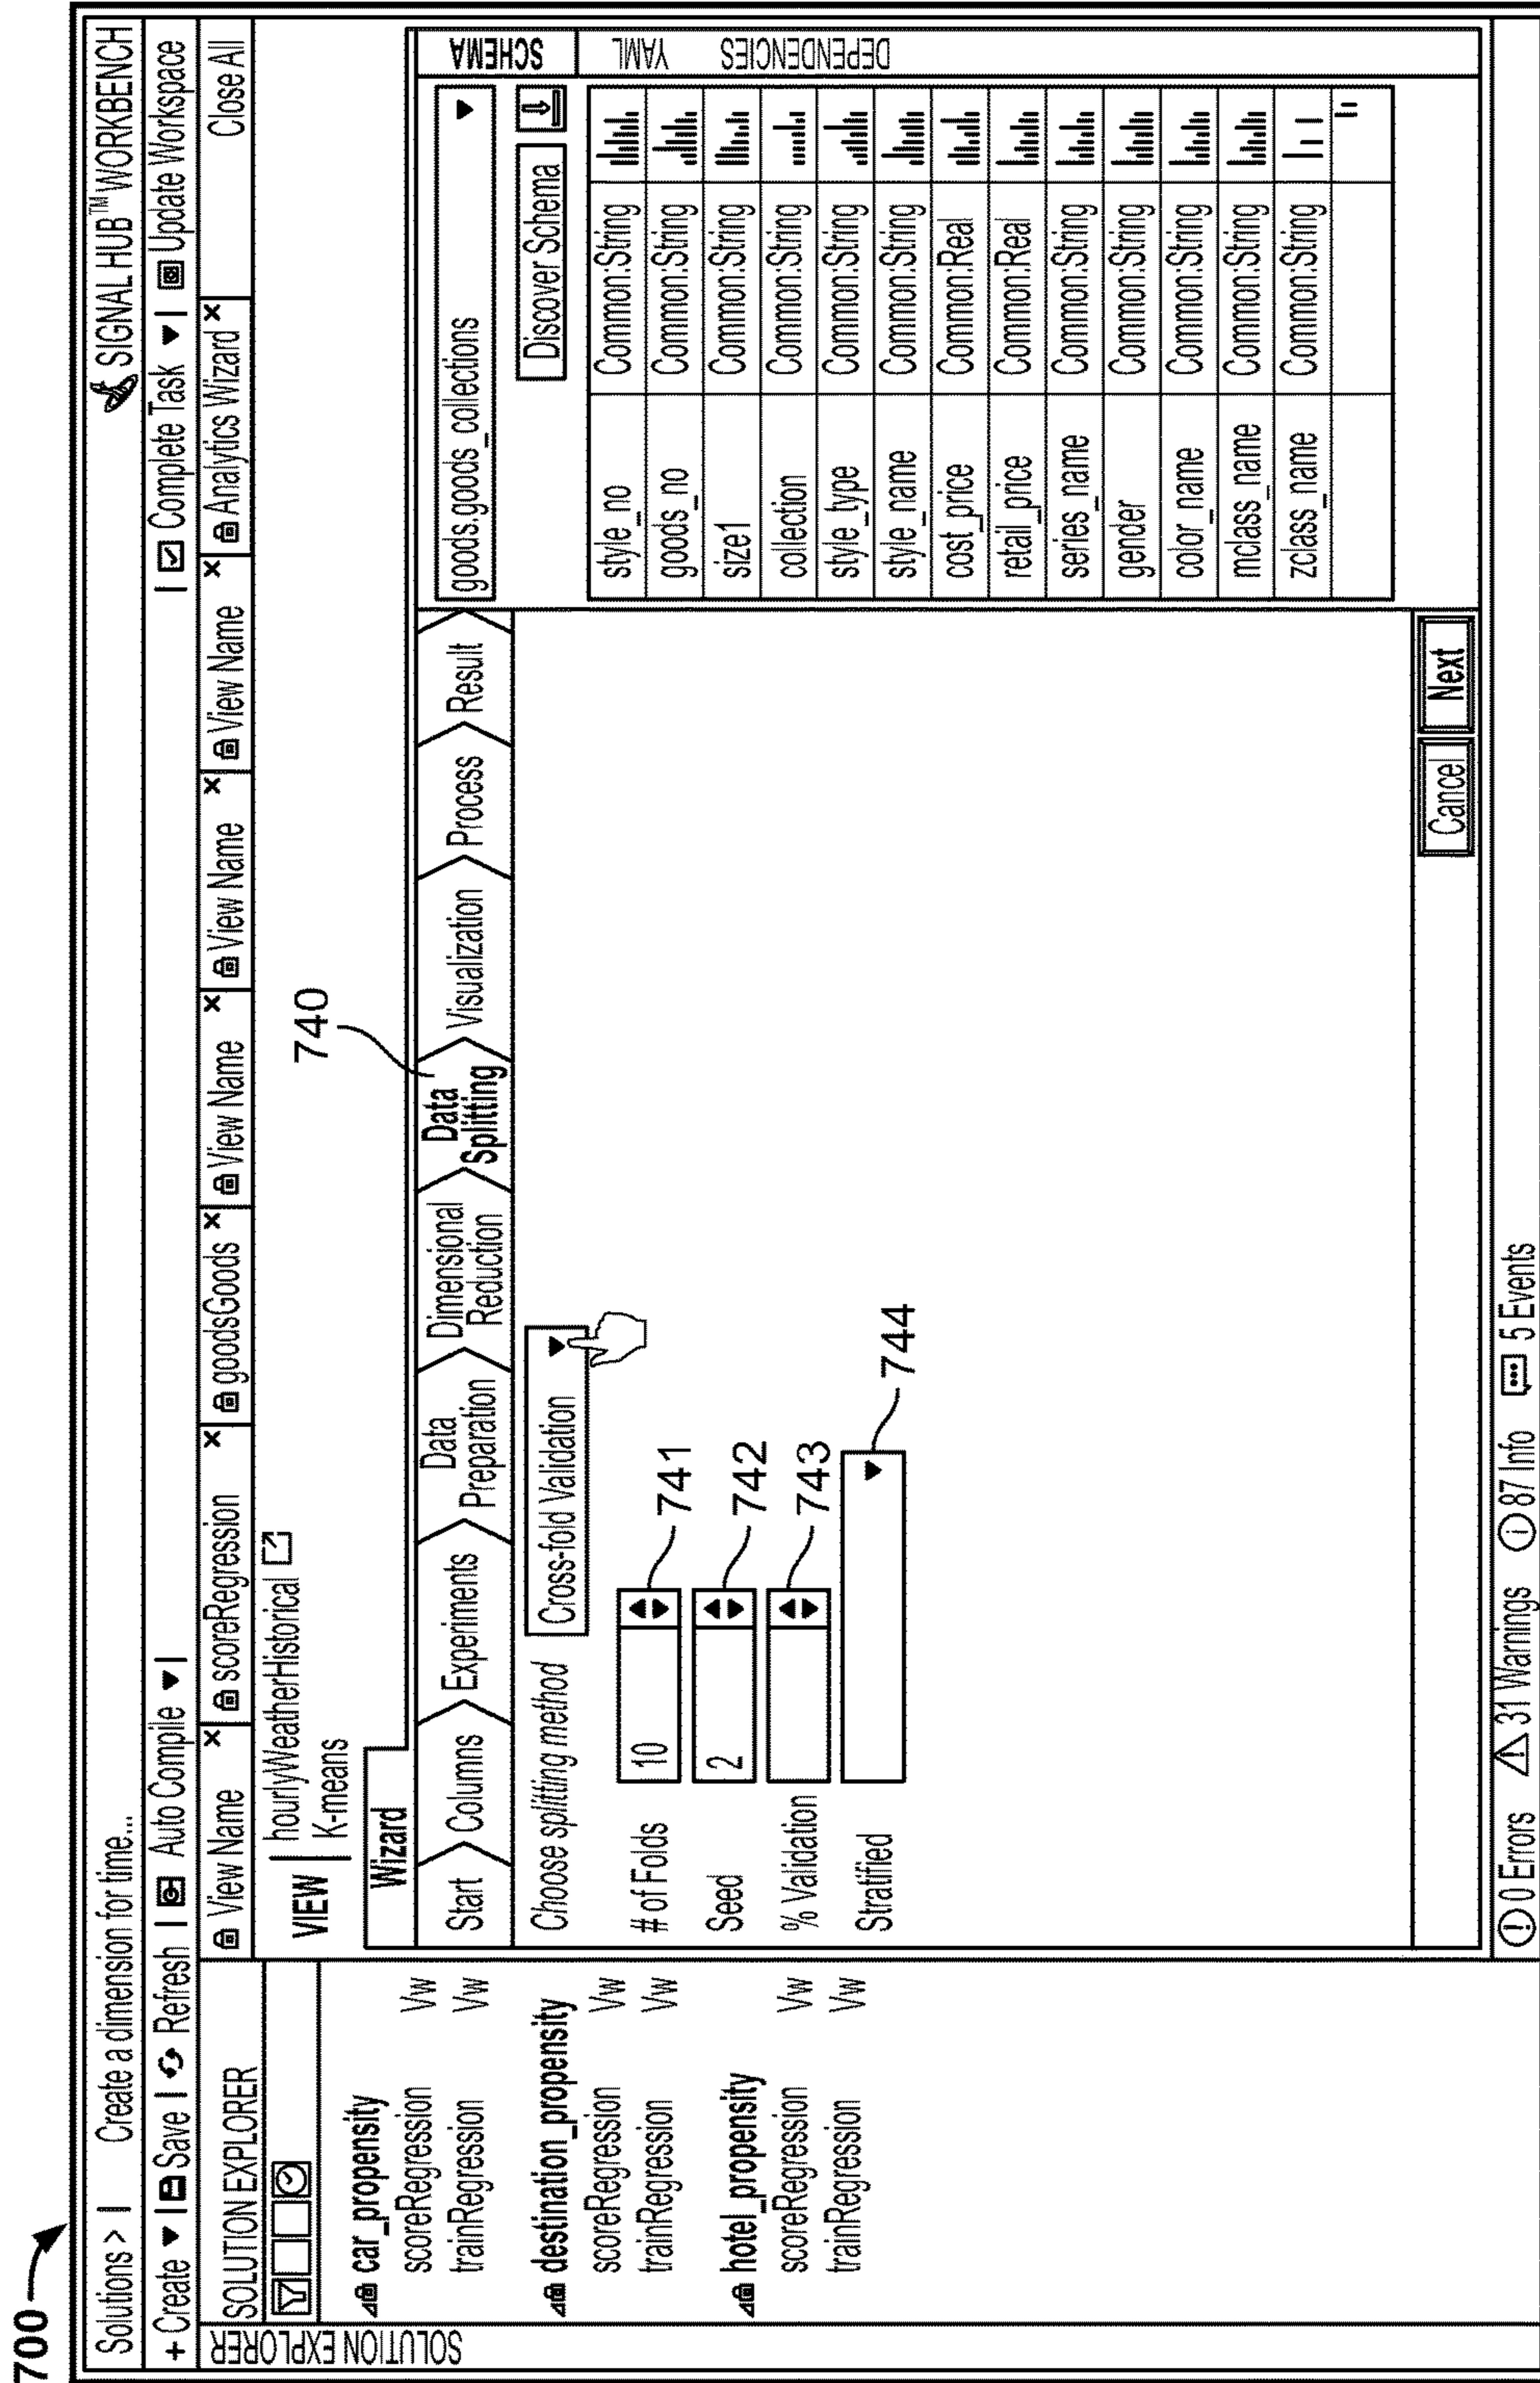 700
Solutions > | Create a dimension for time...
SIGNAL HUB™ WORKBENCH
+ Create ▼ | Save | Refresh | Auto Compile ▼ |
| Complete Task ▼ | Update Workspace
SOLUTION EXPLORER
SOLUTION EXPLORER
Y
car_propensity
scoreRegression Vw
trainRegression Vw
destination_propensity
scoreRegression Vw
trainRegression Vw
hotel_propensity
scoreRegression Vw
trainRegression Vw
View Name x
scoreRegression x
goodsGoods x
View Name x
View Name x
View Name x
Analytics Wizard x
Close All
VIEW
hourlyWeatherHistorical
K-means
740
Wizard
Start
Columns
Experiments
Data
Preparation
Dimensional
Reduction
Data
Splitting
Visualization
Process
Result
Choose splitting method
Cross-fold Validation ▼
# of Folds 10 741
Seed 2 742
% Validation 743
Stratified ▼ 744
Cancel
Next
goods.goods_collections ▼
Discover Schema
style_no Common:String
goods_no Common:String
size1 Common:String
collection Common:String
style_type Common:String
style_name Common:String
cost_price Common:Real
retail_price Common:Real
series_name Common:String
gender Common:String
color_name Common:String
mclass_name Common:String
zclass_name Common:String
SCHEMA
YAML
DEPENDENCIES
0 Errors
31 Warnings
87 Info
5 Events